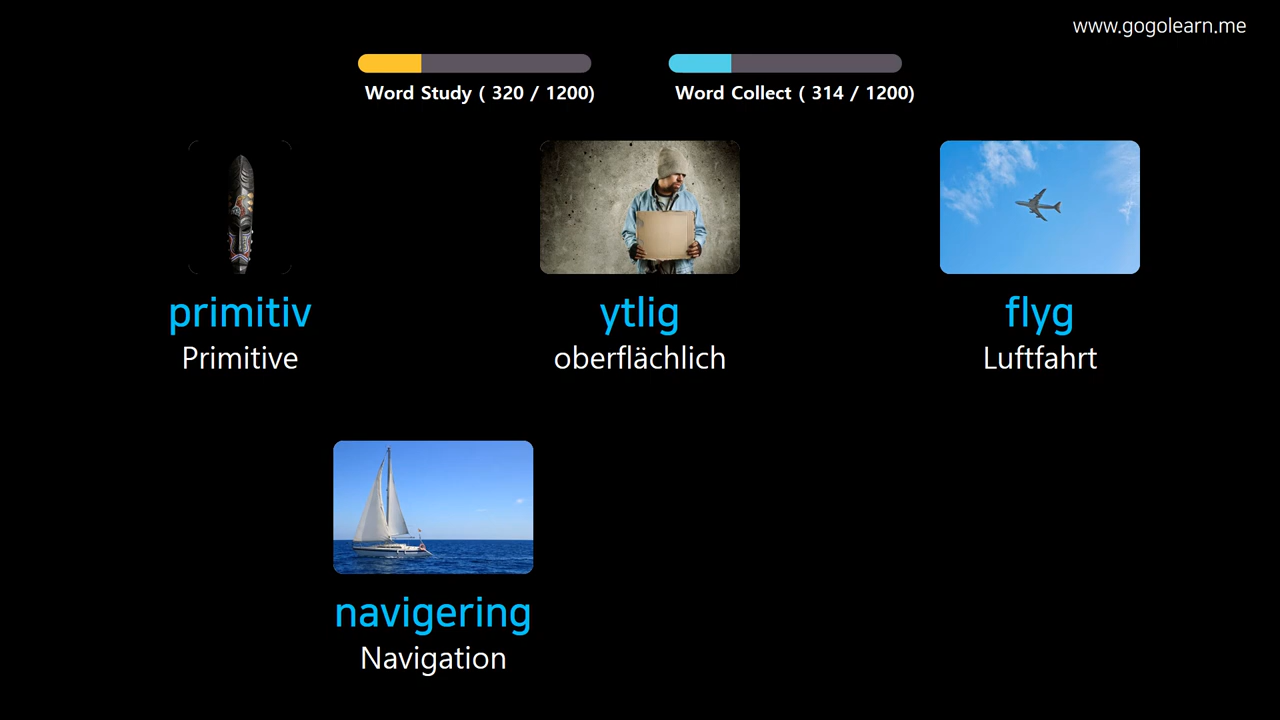 www.gogolearn.me
Word Study ( 320 / 1200)
Word Collect ( 314 / 1200)
primitiv
Primitive
ytlig
oberflächlich
flyg
Luftfahrt
navigering
Navigation